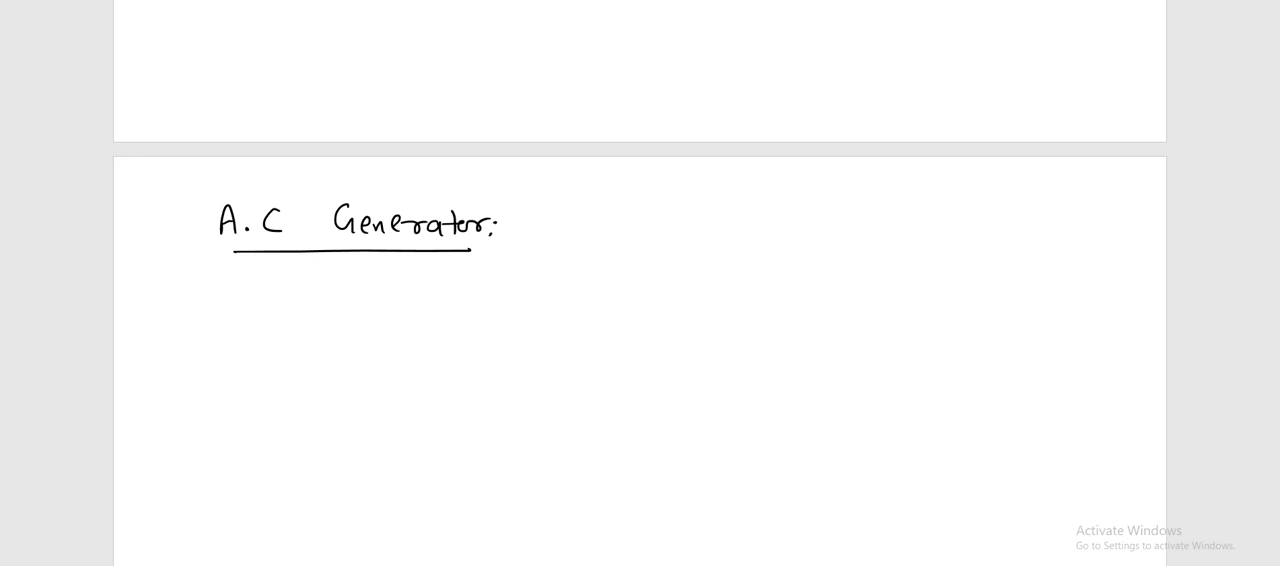 A.C Generator:
Activate Windows
Go to Settings to activate Windows.